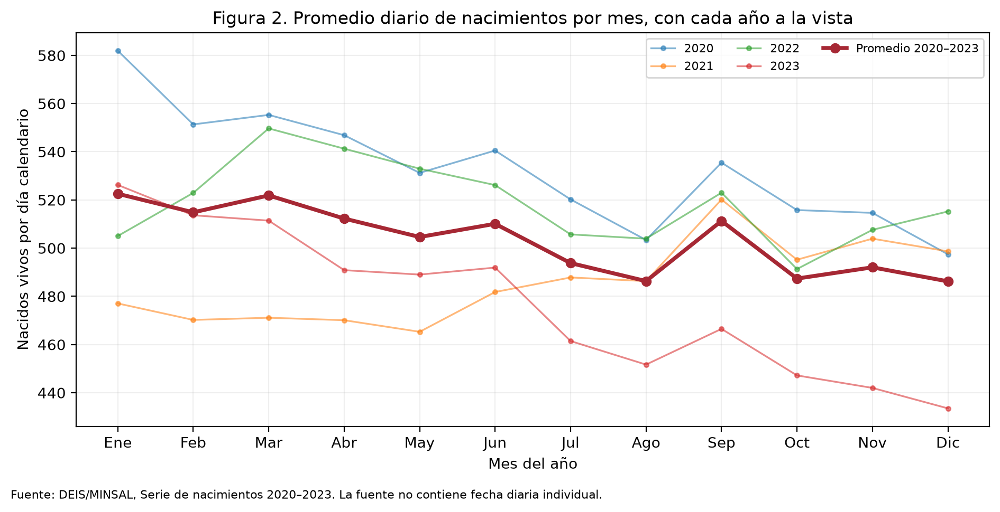 Figura 2. Promedio diario de nacimientos por mes, con cada año a la vista
2020
2021
2022
2023
Promedio 2020–2023
Nacidos vivos por día calendario
580
560
540
520
500
480
460
440
Ene Feb Mar Abr May Jun Jul Ago Sep Oct Nov Dic
Mes del año
Fuente: DEIS/MINSAL, Serie de nacimientos 2020–2023. La fuente no contiene fecha diaria individual.